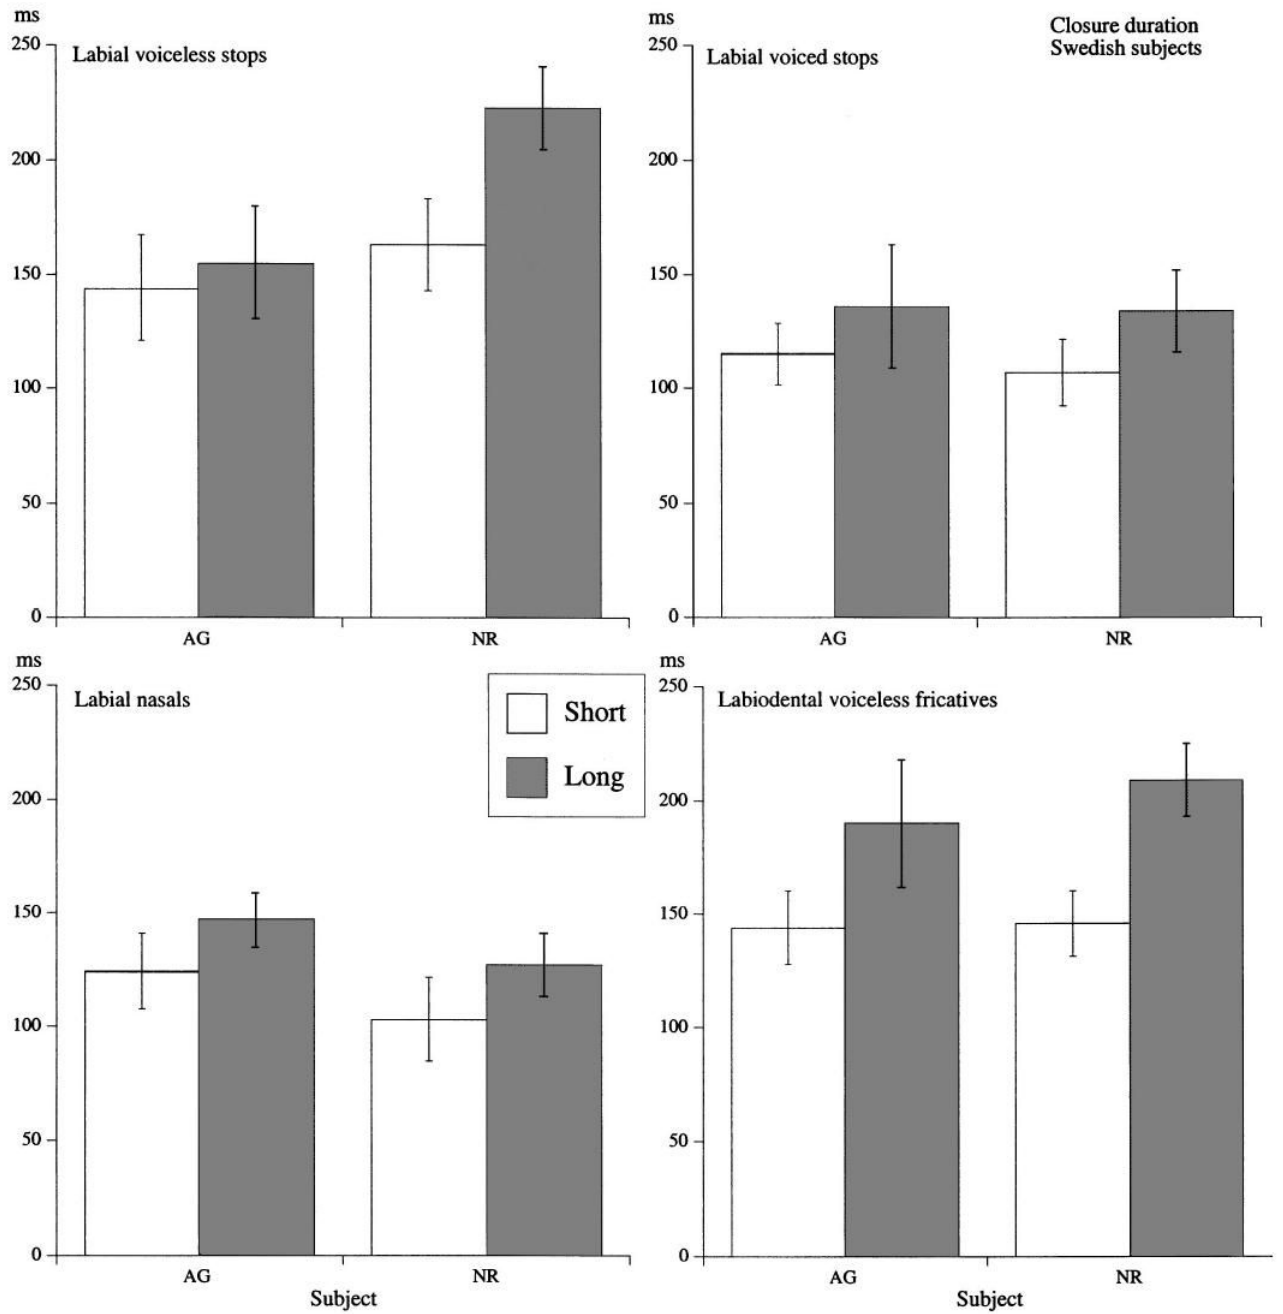 ms
250
Labial voiceless stops
200
150
100
50
0
AG
NR
ms
250
Labial voiced stops
Closure duration
Swedish subjects
200
150
100
50
0
AG
NR
ms
250
Labial nasals
200
150
100
50
0
AG
NR
Subject
Short
Long
ms
250
Labiodental voiceless fricatives
200
150
100
50
0
AG
NR
Subject